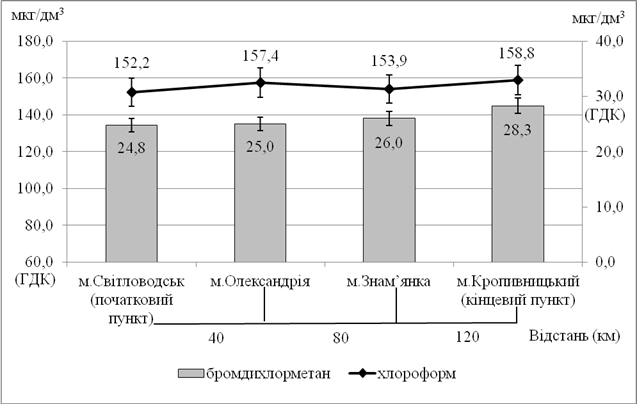 мкг/дм³
мкг/дм³
180,0
160,0
140,0
120,0
100,0
80,0
60,0
(ГДК)
40,0
30,0
(ГДК)
20,0
10,0
0,0
152,2
157,4
153,9
158,8
24,8
25,0
26,0
28,3
м.Світловодськ
(початковий
пункт)
м.Олександрія
м.Знам`янка
м.Кропивницький
(кінцевий пункт)
40
80
120
Відстань (км)
бромдихлорметан
хлороформ